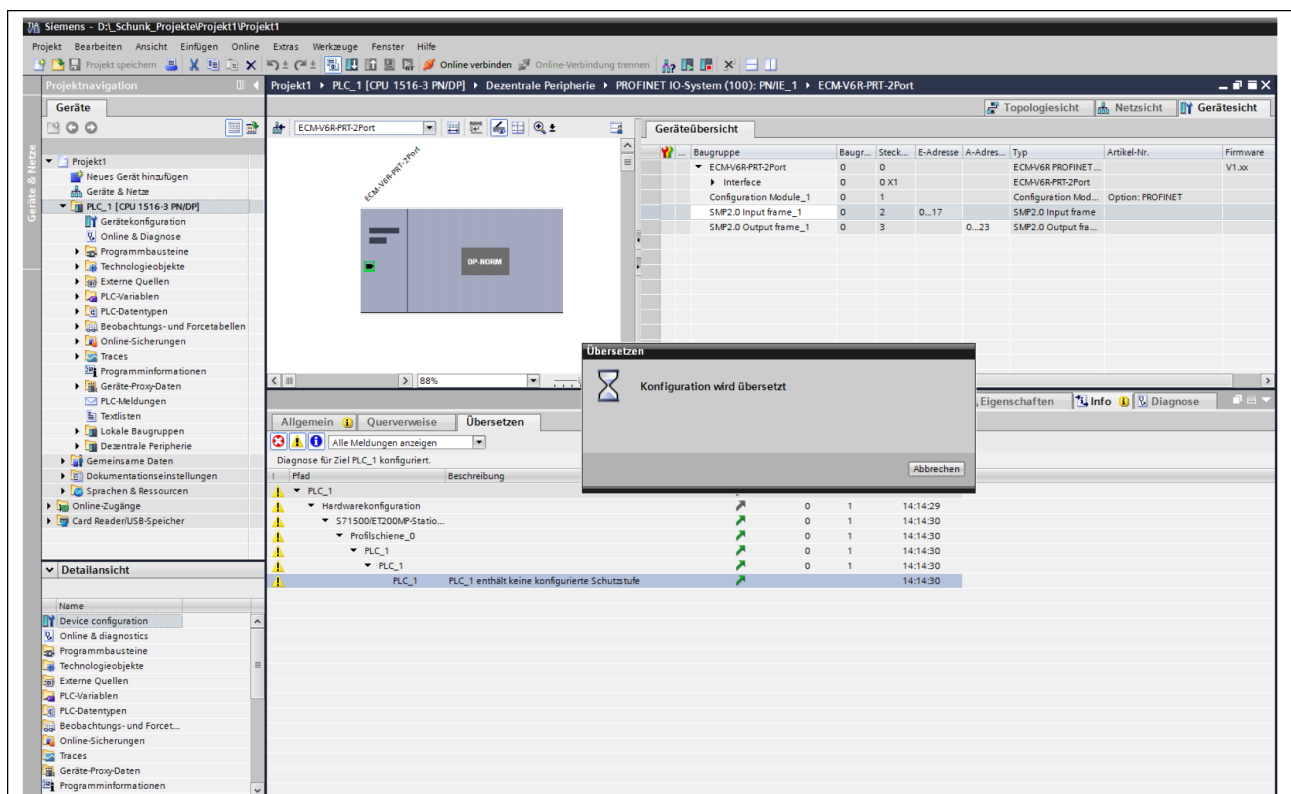 Siemens - D:\_Schunk_Projekte\Projekt1\Projekt1
Projekt Bearbeiten Ansicht Einfügen Online Extras Werkzeuge Fenster Hilfe
Projekt speichern Online verbinden Online-Verbindung trennen
Projektnavigation
Projekt1 PLC_1 [CPU 1516-3 PN/DP] Dezentrale Peripherie PROFINET IO-System (100): PN/IE_1 ECM-V6R-PRT-2Port
Geräte
Topologiesicht Netzsicht Gerätesicht
Geräte & Netze
ECM-V6R-PRT-2Port
88%
ECM-V6R-PRT-2Port
DP-NORM
Geräteübersicht
... Baugruppe Baugr... Steck... E-Adresse A-Adres... Typ Artikel-Nr. Firmware
ECM-V6R-PRT-2Port 0 0 ECM-V6R PROFINET... V1.xx
Interface 0 0 X1 ECM-V6R-PRT-2Port
Configuration Module_1 0 1 Configuration Mod... Option: PROFINET
SMP2.0 Input frame_1 0 2 0...17 SMP2.0 Input frame
SMP2.0 Output frame_1 0 3 0...23 SMP2.0 Output fra...
Projekt1
Neues Gerät hinzufügen
Geräte & Netze
PLC_1 [CPU 1516-3 PN/DP]
Gerätekonfiguration
Online & Diagnose
Programmbausteine
Technologieobjekte
Externe Quellen
PLC-Variablen
PLC-Datentypen
Beobachtungs- und Forcetabellen
Online-Sicherungen
Traces
Programminformationen
Geräte-Proxy-Daten
PLC-Meldungen
Textlisten
Lokale Baugruppen
Dezentrale Peripherie
Gemeinsame Daten
Dokumentationseinstellungen
Sprachen & Ressourcen
Online-Zugänge
Card Reader/USB-Speicher
Übersetzen
Konfiguration wird übersetzt
Abbrechen
Eigenschaften Info Diagnose
Allgemein Querverweise Übersetzen
Alle Meldungen anzeigen
Diagnose für Ziel PLC_1 konfiguriert.
! Pfad Beschreibung
PLC_1
Hardwarekonfiguration 0 1 14:14:29
S71500/ET200MP-Statio... 0 1 14:14:30
Profilschiene_0 0 1 14:14:30
PLC_1 0 1 14:14:30
PLC_1 0 1 14:14:30
PLC_1 PLC_1 enthält keine konfigurierte Schutzstufe 14:14:30
Detailansicht
Name
Device configuration
Online & diagnostics
Programmbausteine
Technologieobjekte
Externe Quellen
PLC-Variablen
PLC-Datentypen
Beobachtungs- und Forcet...
Online-Sicherungen
Traces
Geräte-Proxy-Daten
Programminformationen